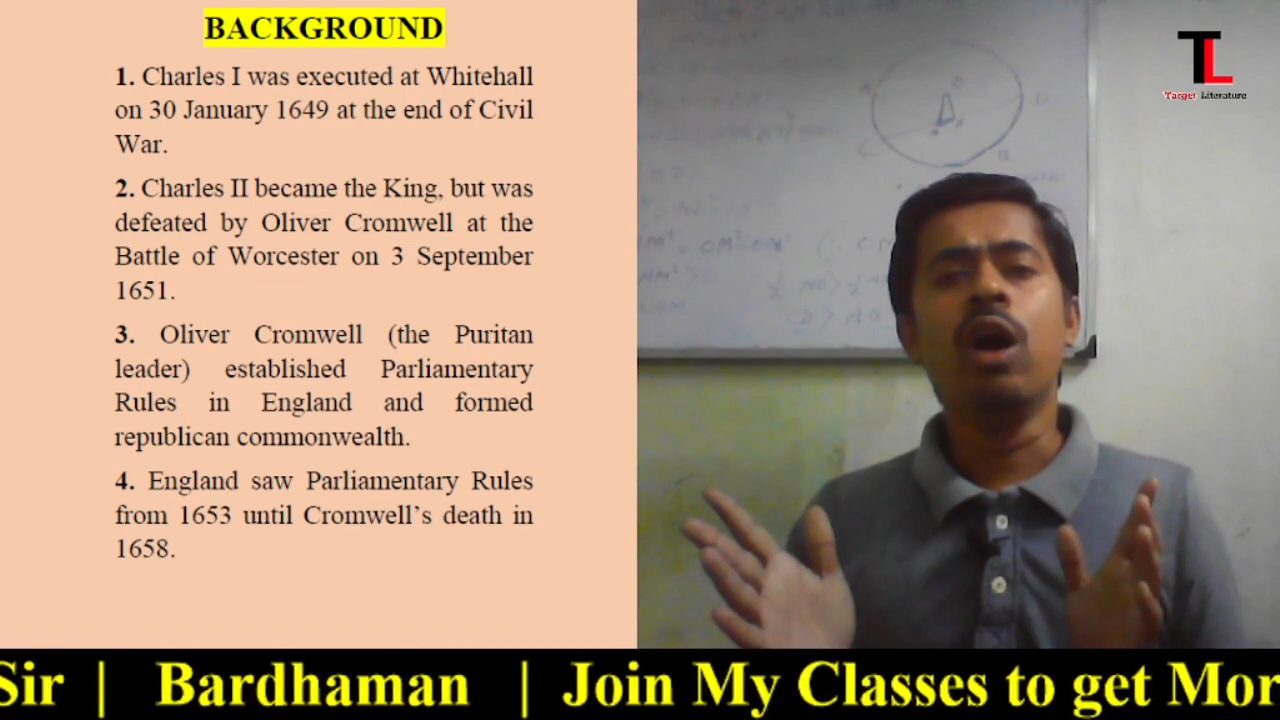 BACKGROUND
1. Charles I was executed at Whitehall
on 30 January 1649 at the end of Civil
War.
2. Charles II became the King, but was
defeated by Oliver Cromwell at the
Battle of Worcester on 3 September
1651.
3. Oliver Cromwell (the Puritan
leader) established Parliamentary
Rules in England and formed
republican commonwealth.
4. England saw Parliamentary Rules
from 1653 until Cromwell's death in
1658.
TL
Target Literature
Sir | Bardhaman | Join My Classes to get Mor